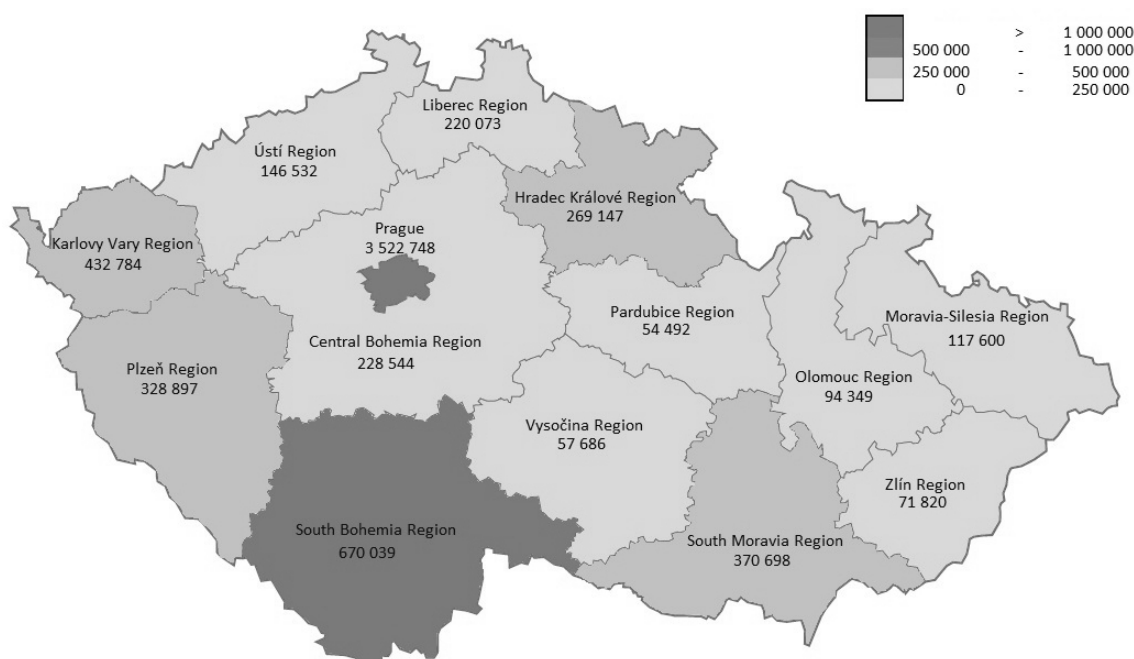 > 1 000 000
500 000 - 1 000 000
250 000 - 500 000
0 - 250 000
Liberec Region
220 073
Ústí Region
146 532
Hradec Králové Region
269 147
Karlovy Vary Region
432 784
Prague
3 522 748
Pardubice Region
54 492
Moravia-Silesia Region
117 600
Central Bohemia Region
228 544
Plzeň Region
328 897
Olomouc Region
94 349
Vysočina Region
57 686
Zlín Region
71 820
South Bohemia Region
670 039
South Moravia Region
370 698